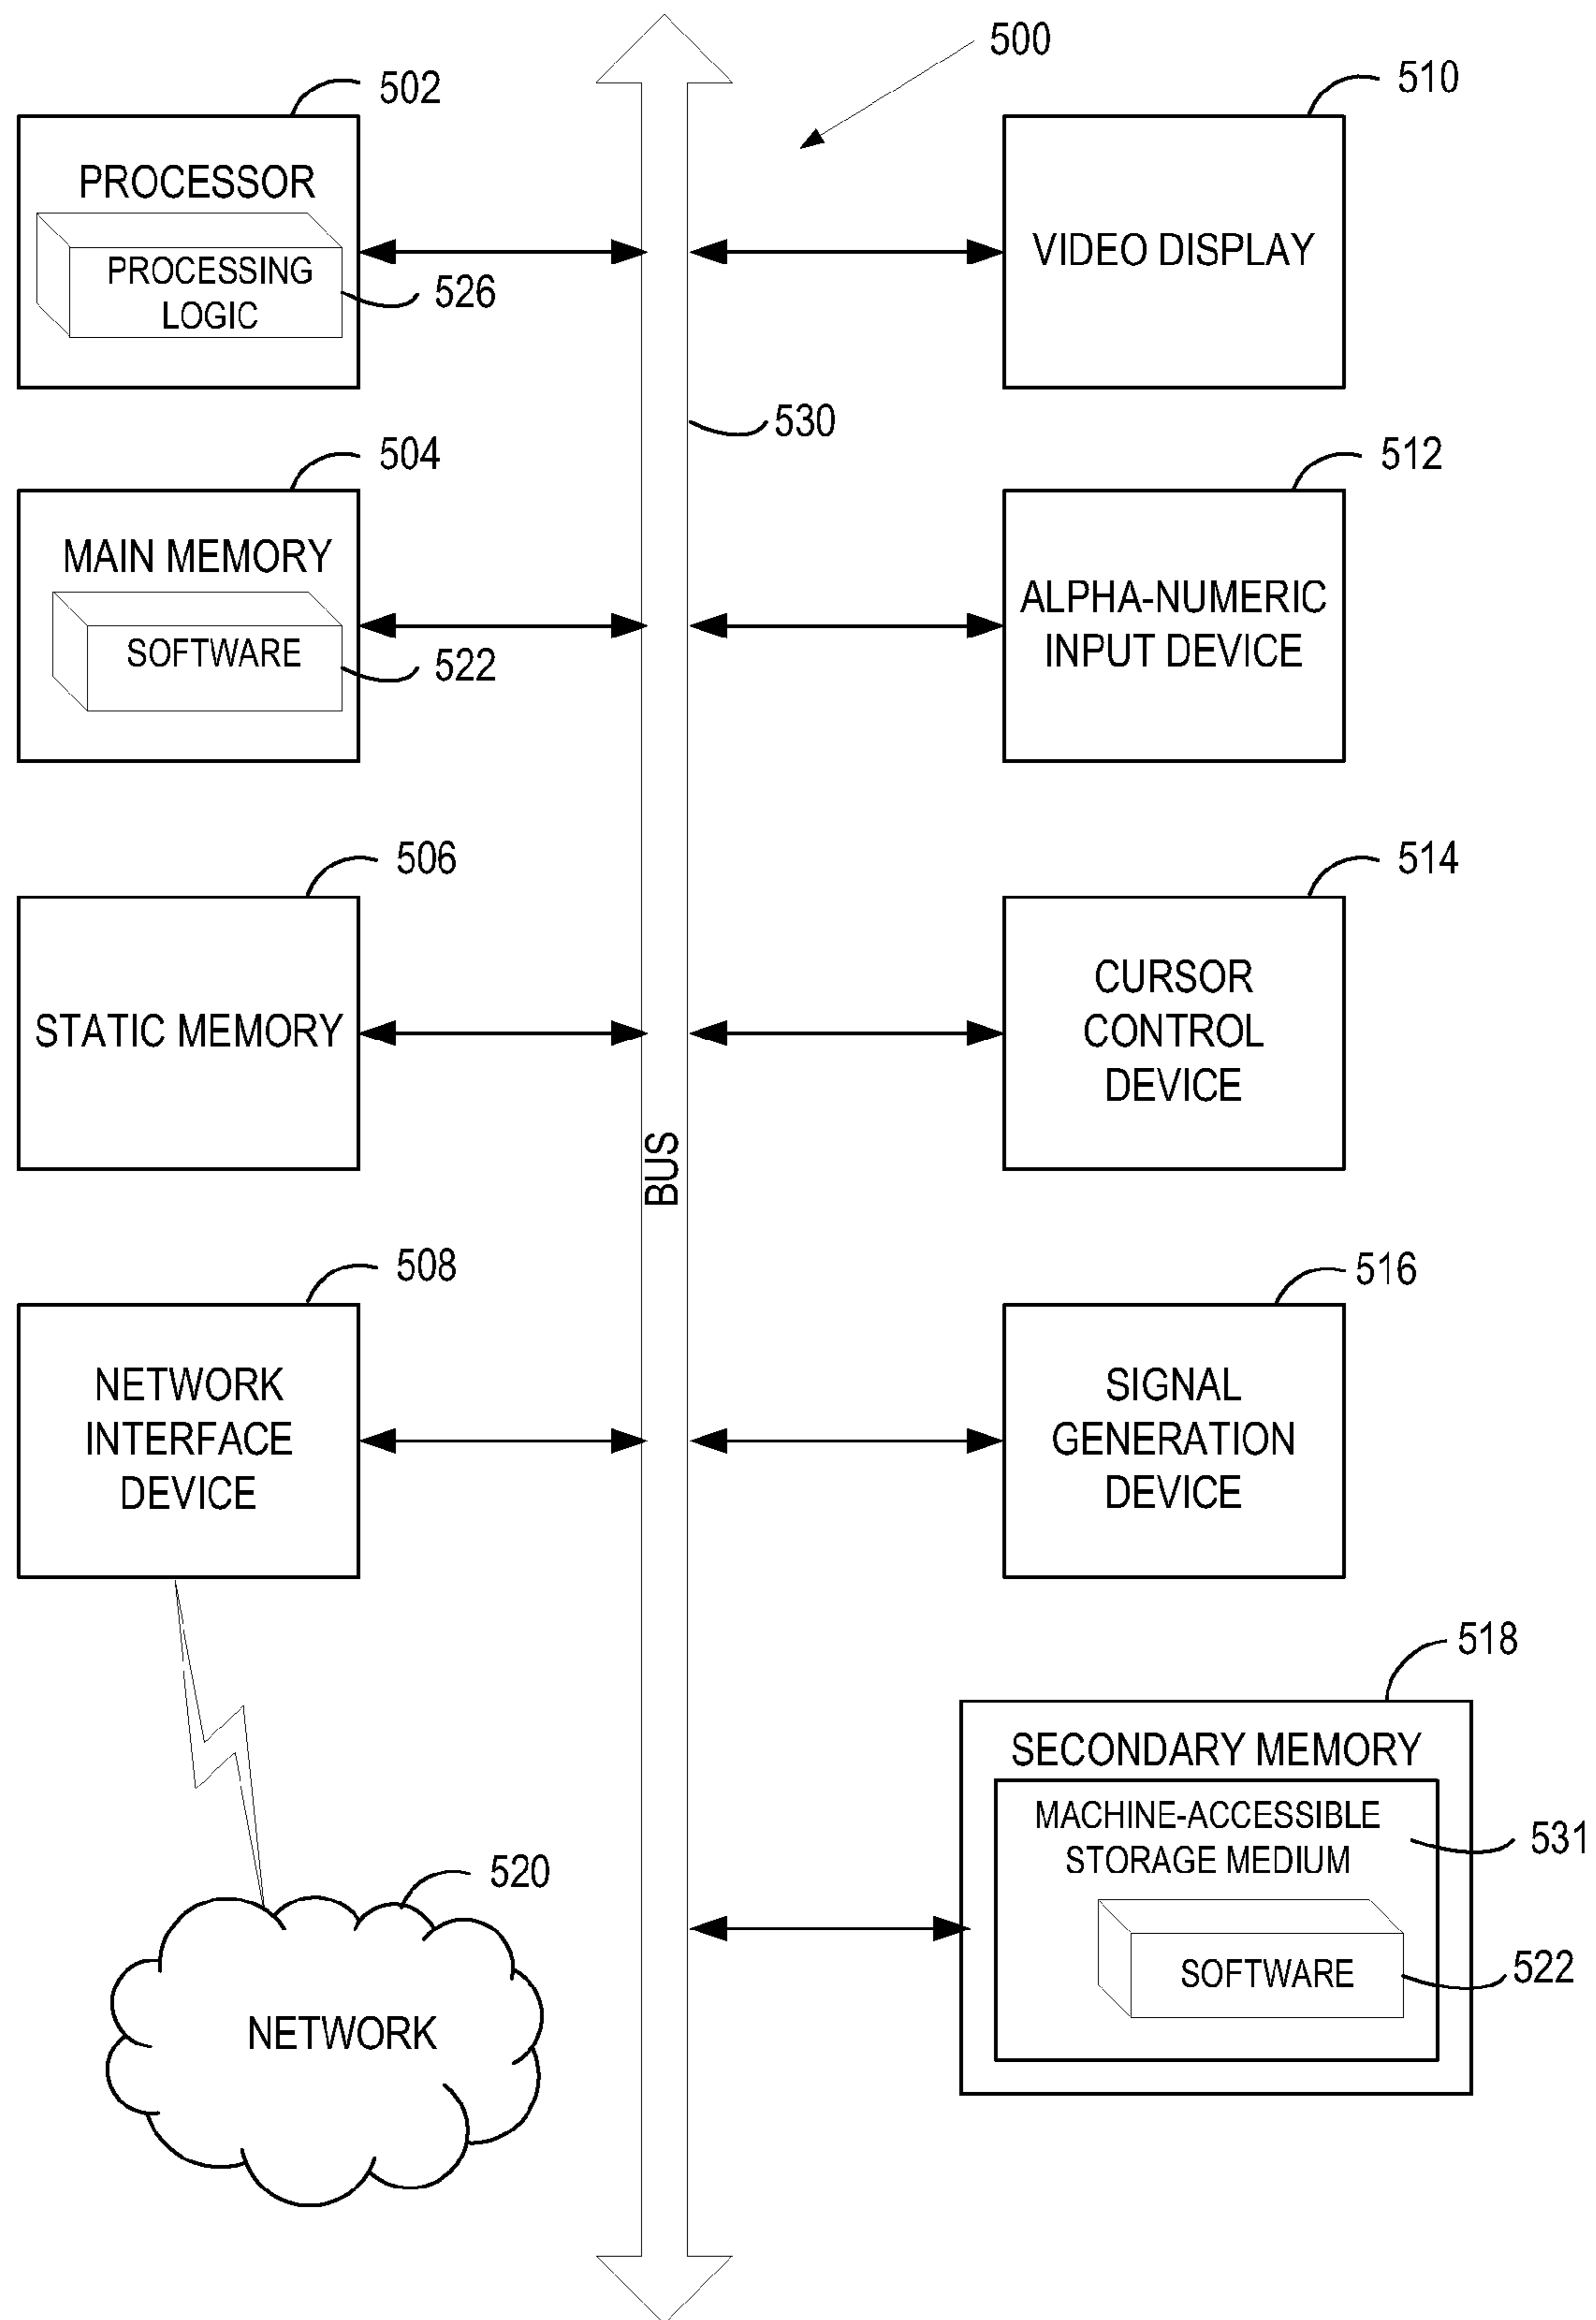 500
502
PROCESSOR
PROCESSING
LOGIC
526
510
VIDEO DISPLAY
530
504
MAIN MEMORY
SOFTWARE
522
512
ALPHA-NUMERIC
INPUT DEVICE
506
STATIC MEMORY
514
CURSOR
CONTROL
DEVICE
BUS
508
NETWORK
INTERFACE
DEVICE
516
SIGNAL
GENERATION
DEVICE
518
SECONDARY MEMORY
MACHINE-ACCESSIBLE
STORAGE MEDIUM
531
SOFTWARE
522
520
NETWORK